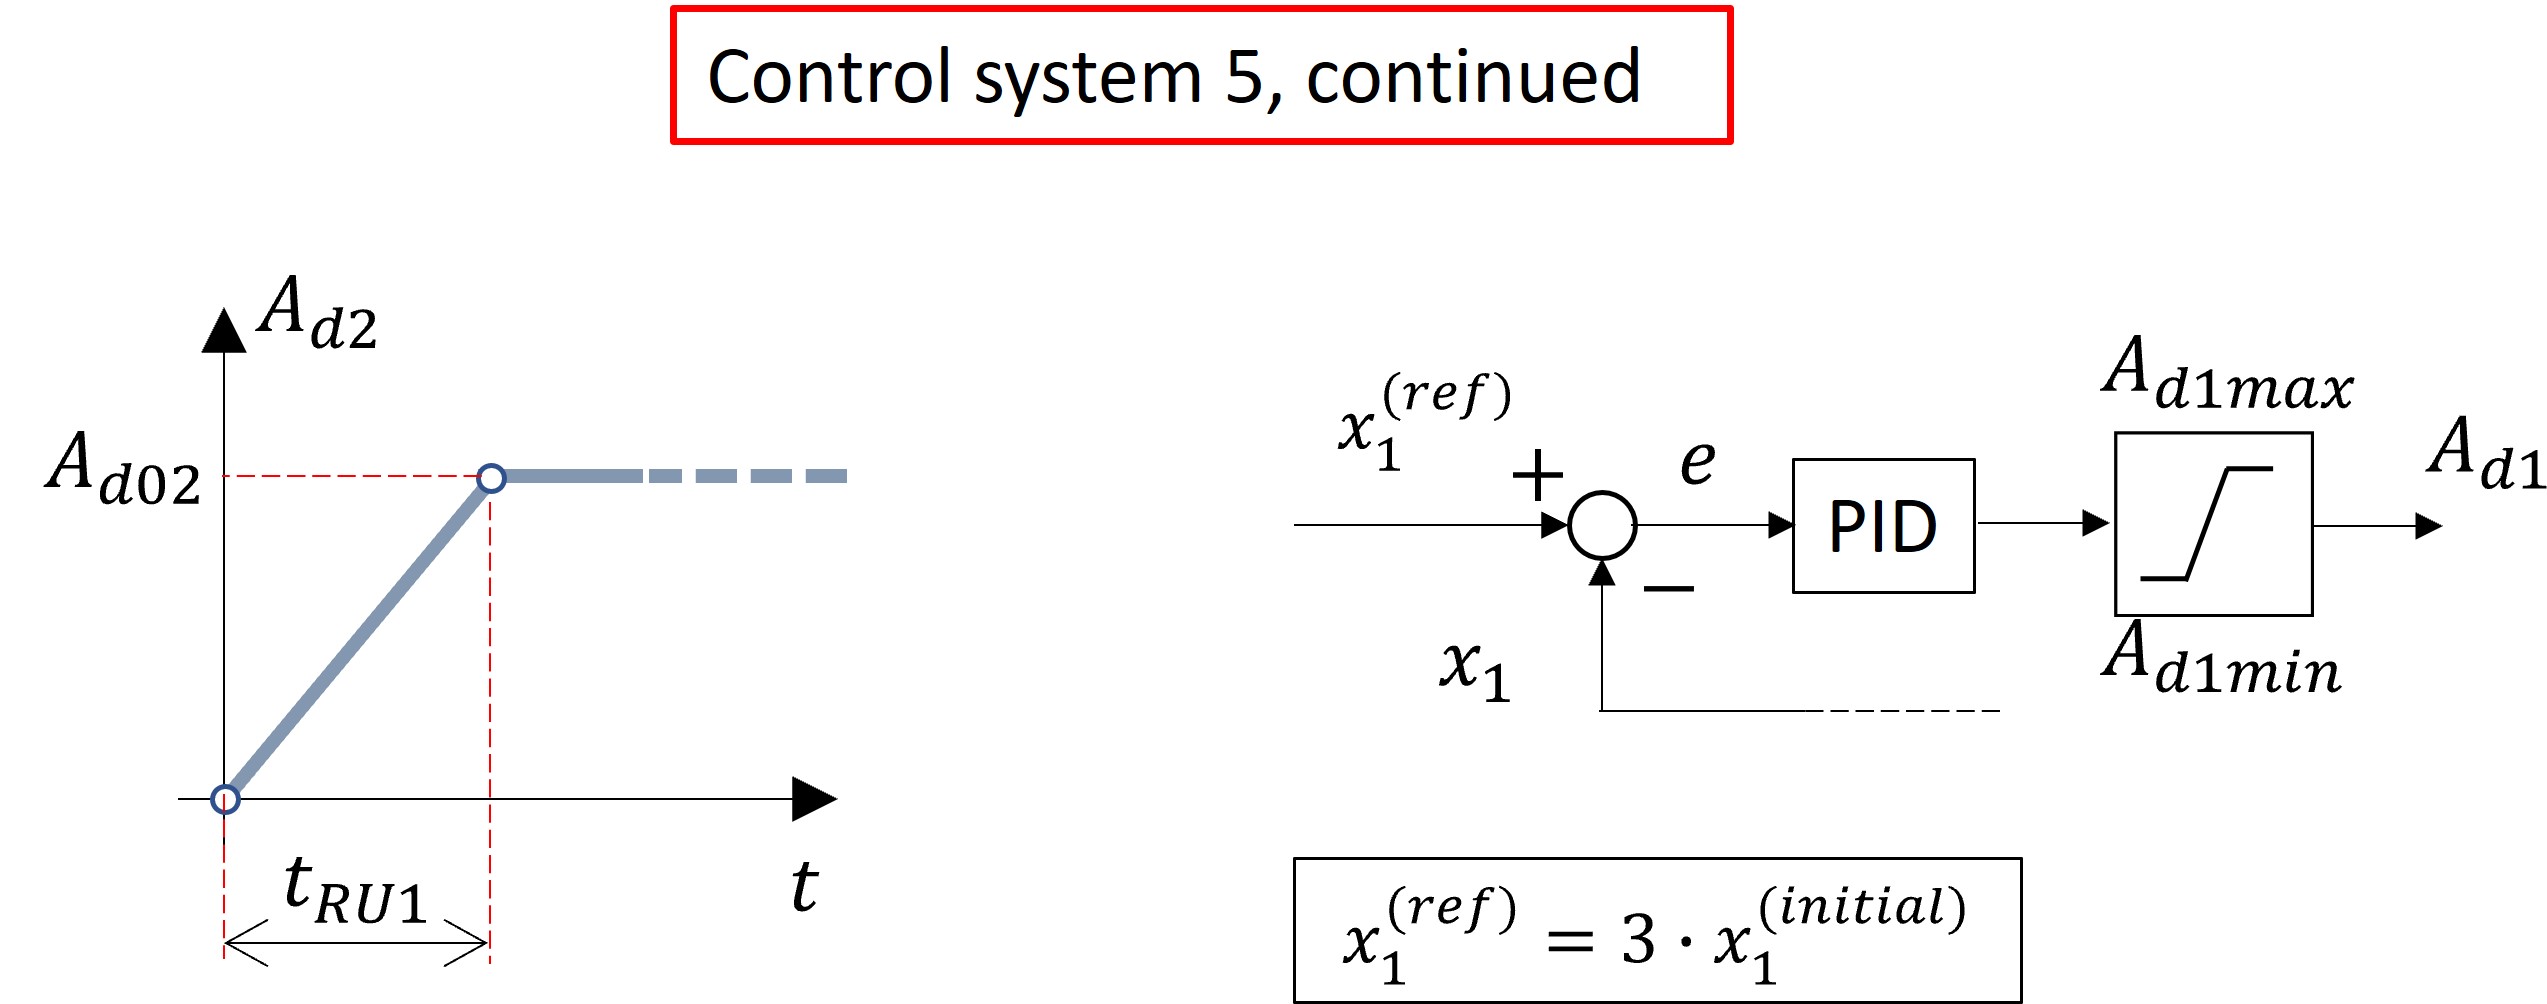 Control system 5, continued
A_{d2}
A_{d02}
t_{RU1}
t
x_1^{(ref)}
+
e
−
x_1
PID
A_{d1max}
A_{d1min}
A_{d1}
x_1^{(ref)} = 3 · x_1^{(initial)}